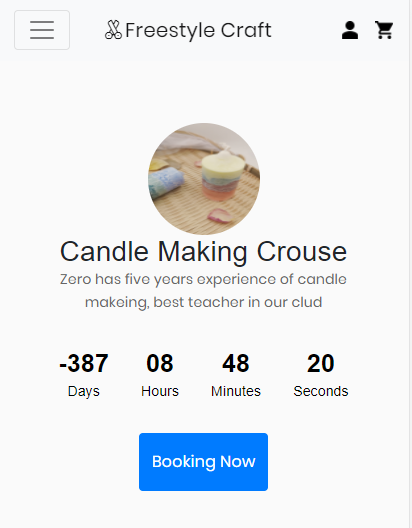 Freestyle Craft
Candle Making Crouse
Zero has five years experience of candle
makeing, best teacher in our clud
-387 08 48 20
Days Hours Minutes Seconds
Booking Now